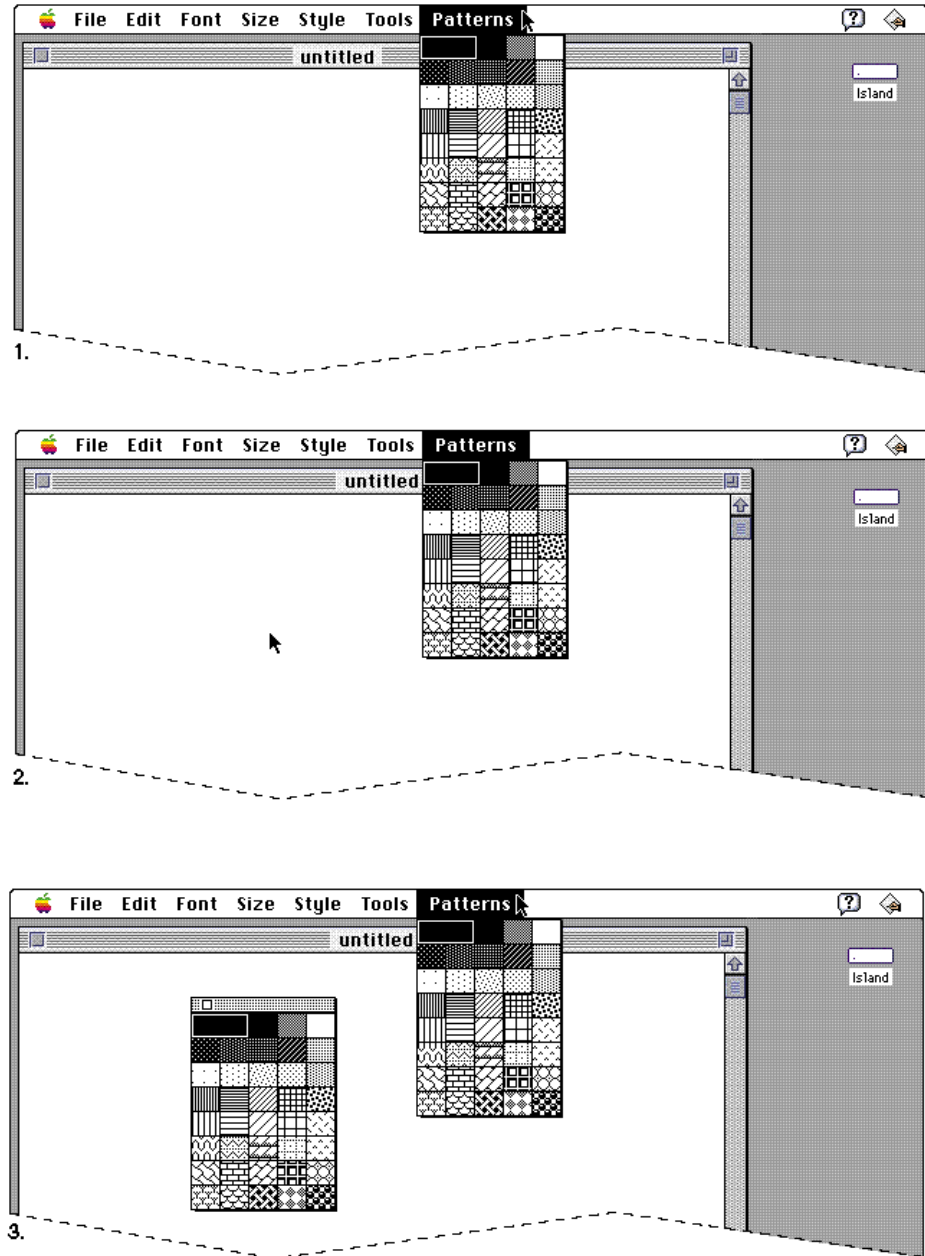 File Edit Font Size Style Tools Patterns ?
untitled
Island
1.
File Edit Font Size Style Tools Patterns ?
untitled
Island
2.
File Edit Font Size Style Tools Patterns ?
untitled
Island
3.